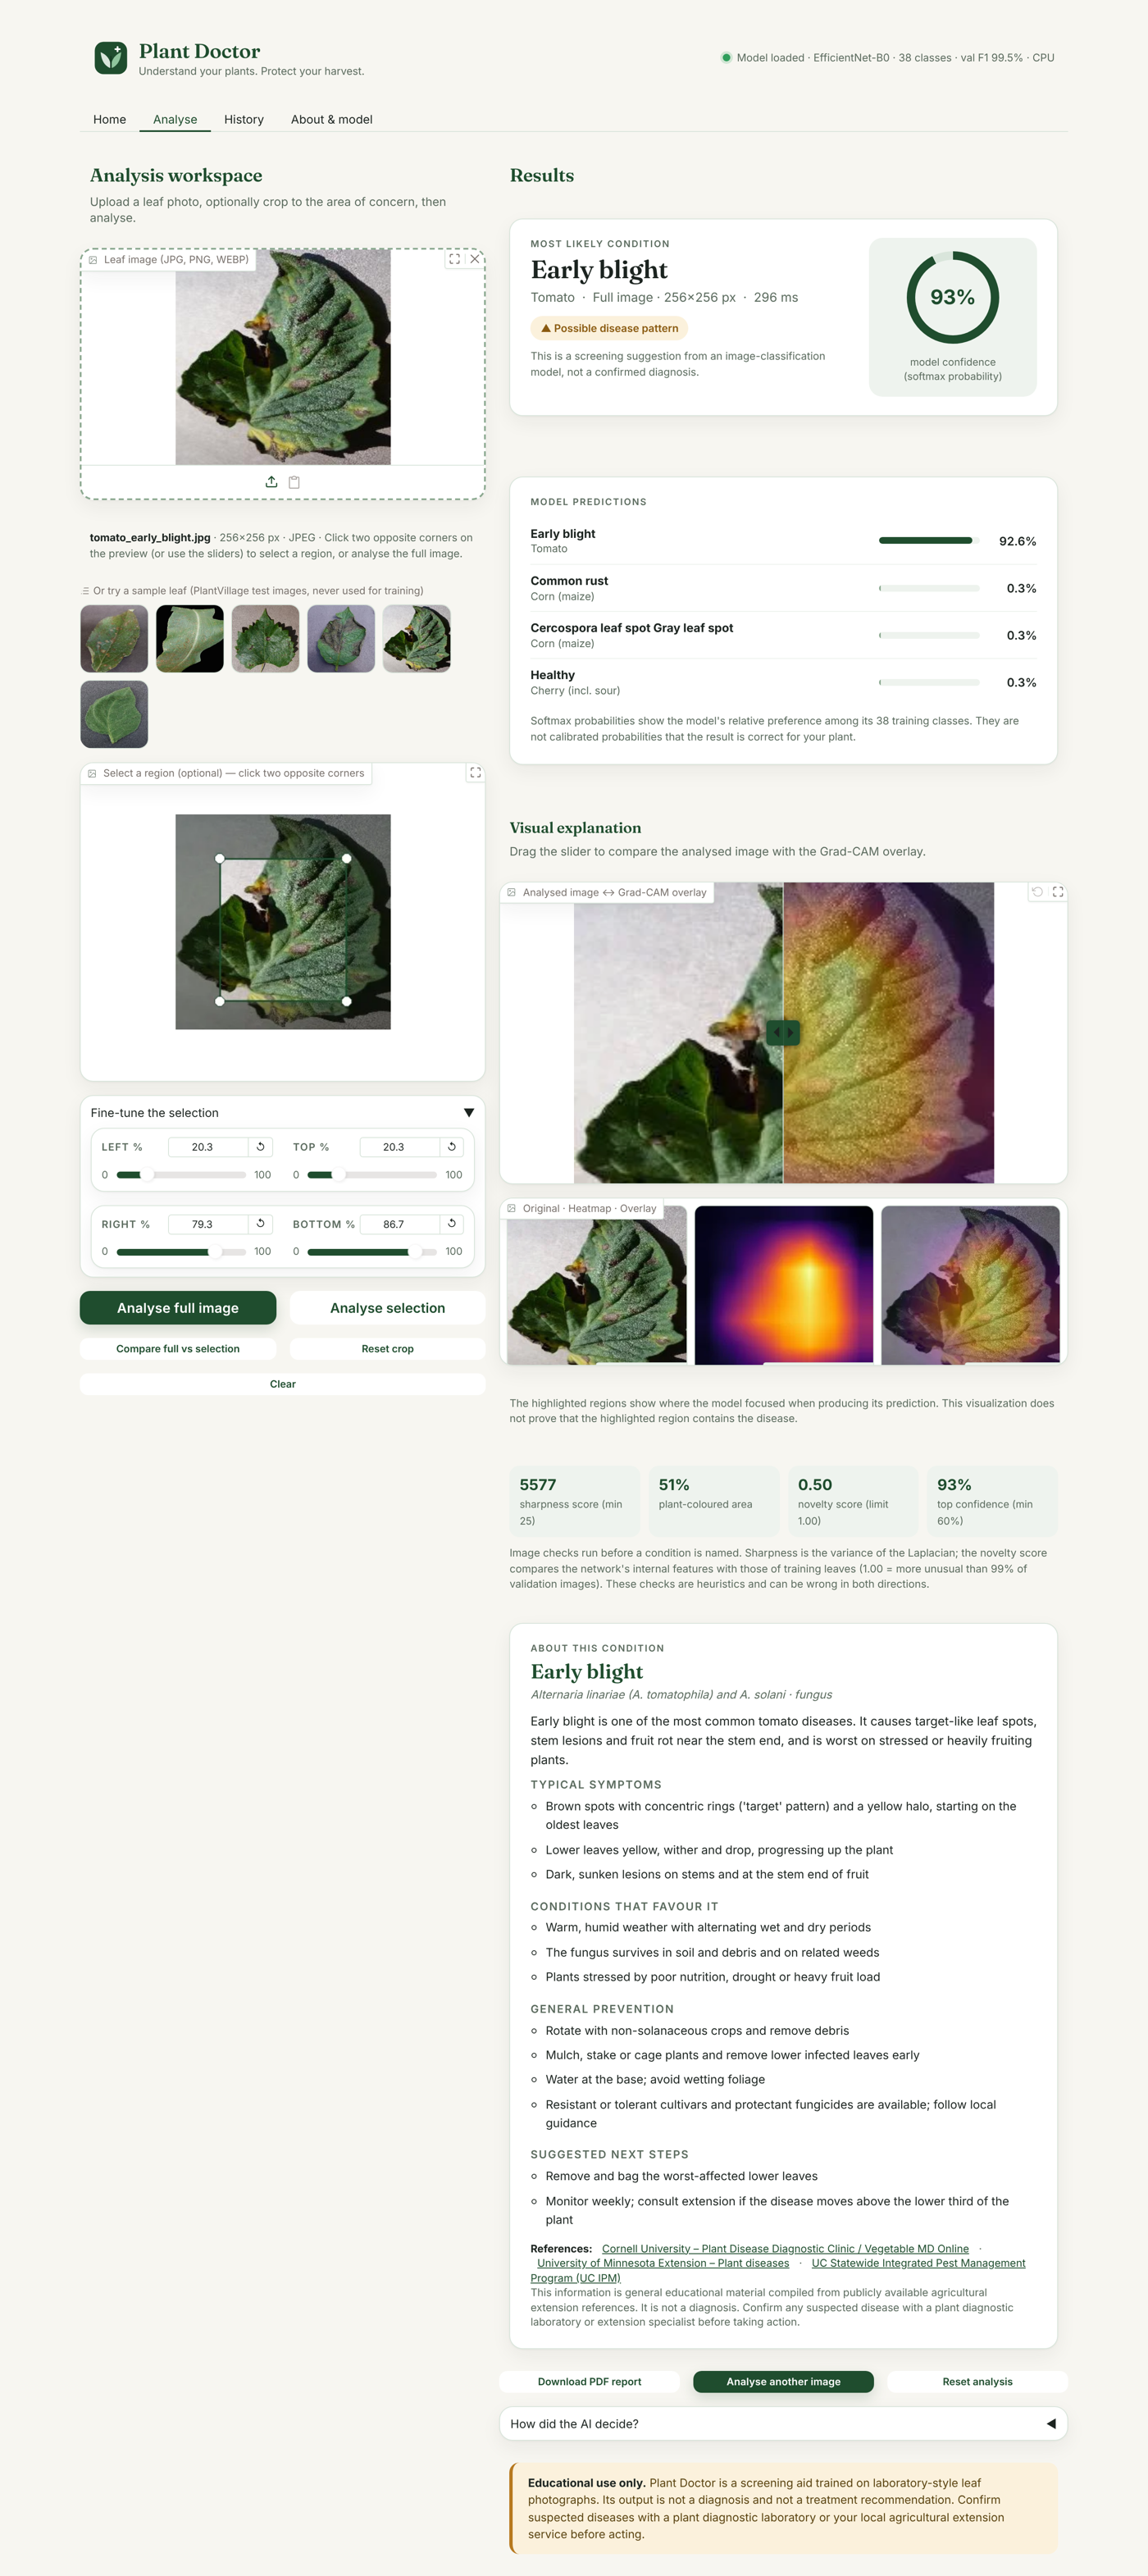 Plant Doctor
Understand your plants. Protect your harvest.
Model loaded · EfficientNet-B0 · 38 classes · val F1 99.5% · CPU
Home
Analyse
History
About & model
Analysis workspace
Upload a leaf photo, optionally crop to the area of concern, then
analyse.
Leaf image (JPG, PNG, WEBP)
tomato_early_blight.jpg · 256×256 px · JPEG · Click two opposite corners on
the preview (or use the sliders) to select a region, or analyse the full image.
Or try a sample leaf (PlantVillage test images, never used for training)
Select a region (optional) — click two opposite corners
Fine-tune the selection
LEFT % 20.3
TOP % 20.3
0 100
0 100
RIGHT % 79.3
BOTTOM % 86.7
0 100
0 100
Analyse full image
Analyse selection
Compare full vs selection
Reset crop
Clear
Results
MOST LIKELY CONDITION
Early blight
Tomato · Full image · 256×256 px · 296 ms
Possible disease pattern
This is a screening suggestion from an image-classification
model, not a confirmed diagnosis.
93%
model confidence
(softmax probability)
MODEL PREDICTIONS
Early blight
Tomato
92.6%
Common rust
Corn (maize)
0.3%
Cercospora leaf spot Gray leaf spot
Corn (maize)
0.3%
Healthy
Cherry (incl. sour)
0.3%
Softmax probabilities show the model's relative preference among its 38 training classes. They are
not calibrated probabilities that the result is correct for your plant.
Visual explanation
Drag the slider to compare the analysed image with the Grad-CAM overlay.
Analysed image ↔ Grad-CAM overlay
Original · Heatmap · Overlay
The highlighted regions show where the model focused when producing its prediction. This visualization does
not prove that the highlighted region contains the disease.
5577
sharpness score (min
25)
51%
plant-coloured area
0.50
novelty score (limit
1.00)
93%
top confidence (min
60%)
Image checks run before a condition is named. Sharpness is the variance of the Laplacian; the novelty score
compares the network's internal features with those of training leaves (1.00 = more unusual than 99% of
validation images). These checks are heuristics and can be wrong in both directions.
ABOUT THIS CONDITION
Early blight
Alternaria linariae (A. tomatophila) and A. solani · fungus
Early blight is one of the most common tomato diseases. It causes target-like leaf spots,
stem lesions and fruit rot near the stem end, and is worst on stressed or heavily fruiting
plants.
TYPICAL SYMPTOMS
Brown spots with concentric rings ('target' pattern) and a yellow halo, starting on the
oldest leaves
Lower leaves yellow, wither and drop, progressing up the plant
Dark, sunken lesions on stems and at the stem end of fruit
CONDITIONS THAT FAVOUR IT
Warm, humid weather with alternating wet and dry periods
The fungus survives in soil and debris and on related weeds
Plants stressed by poor nutrition, drought or heavy fruit load
GENERAL PREVENTION
Rotate with non-solanaceous crops and remove debris
Mulch, stake or cage plants and remove lower infected leaves early
Water at the base; avoid wetting foliage
Resistant or tolerant cultivars and protectant fungicides are available; follow local
guidance
SUGGESTED NEXT STEPS
Remove and bag the worst-affected lower leaves
Monitor weekly; consult extension if the disease moves above the lower third of the
plant
References: Cornell University – Plant Disease Diagnostic Clinic / Vegetable MD Online ·
University of Minnesota Extension – Plant diseases · UC Statewide Integrated Pest Management
Program (UC IPM)
This information is general educational material compiled from publicly available agricultural
extension references. It is not a diagnosis. Confirm any suspected disease with a plant diagnostic
laboratory or extension specialist before taking action.
Download PDF report
Analyse another image
Reset analysis
How did the AI decide?
Educational use only. Plant Doctor is a screening aid trained on laboratory-style leaf
photographs. Its output is not a diagnosis and not a treatment recommendation. Confirm
suspected diseases with a plant diagnostic laboratory or your local agricultural extension
service before acting.